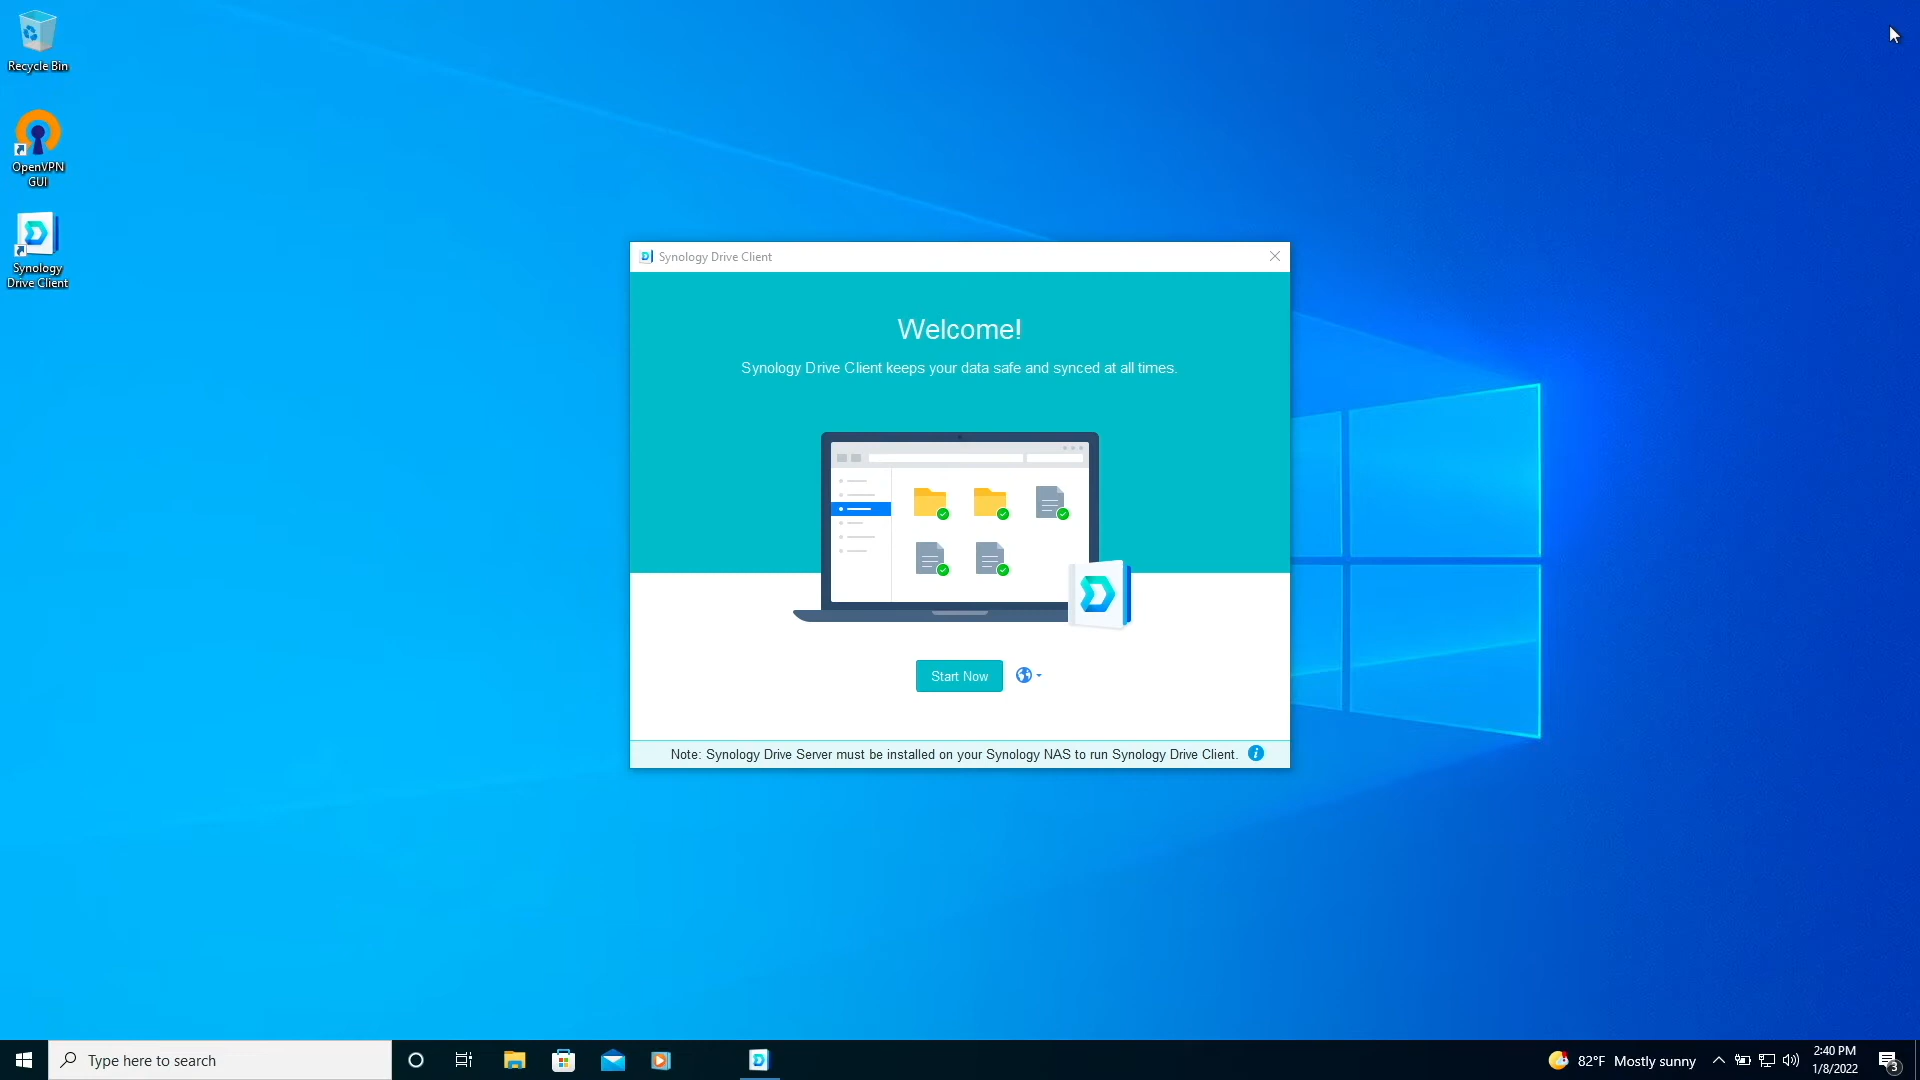 Recycle Bin
OpenVPN
GUI
Synology
Drive Client
Synology Drive Client
Welcome!
Synology Drive Client keeps your data safe and synced at all times.
Start Now
Note: Synology Drive Server must be installed on your Synology NAS to run Synology Drive Client.
Type here to search
82°F Mostly sunny
2:40 PM
1/8/2022
3